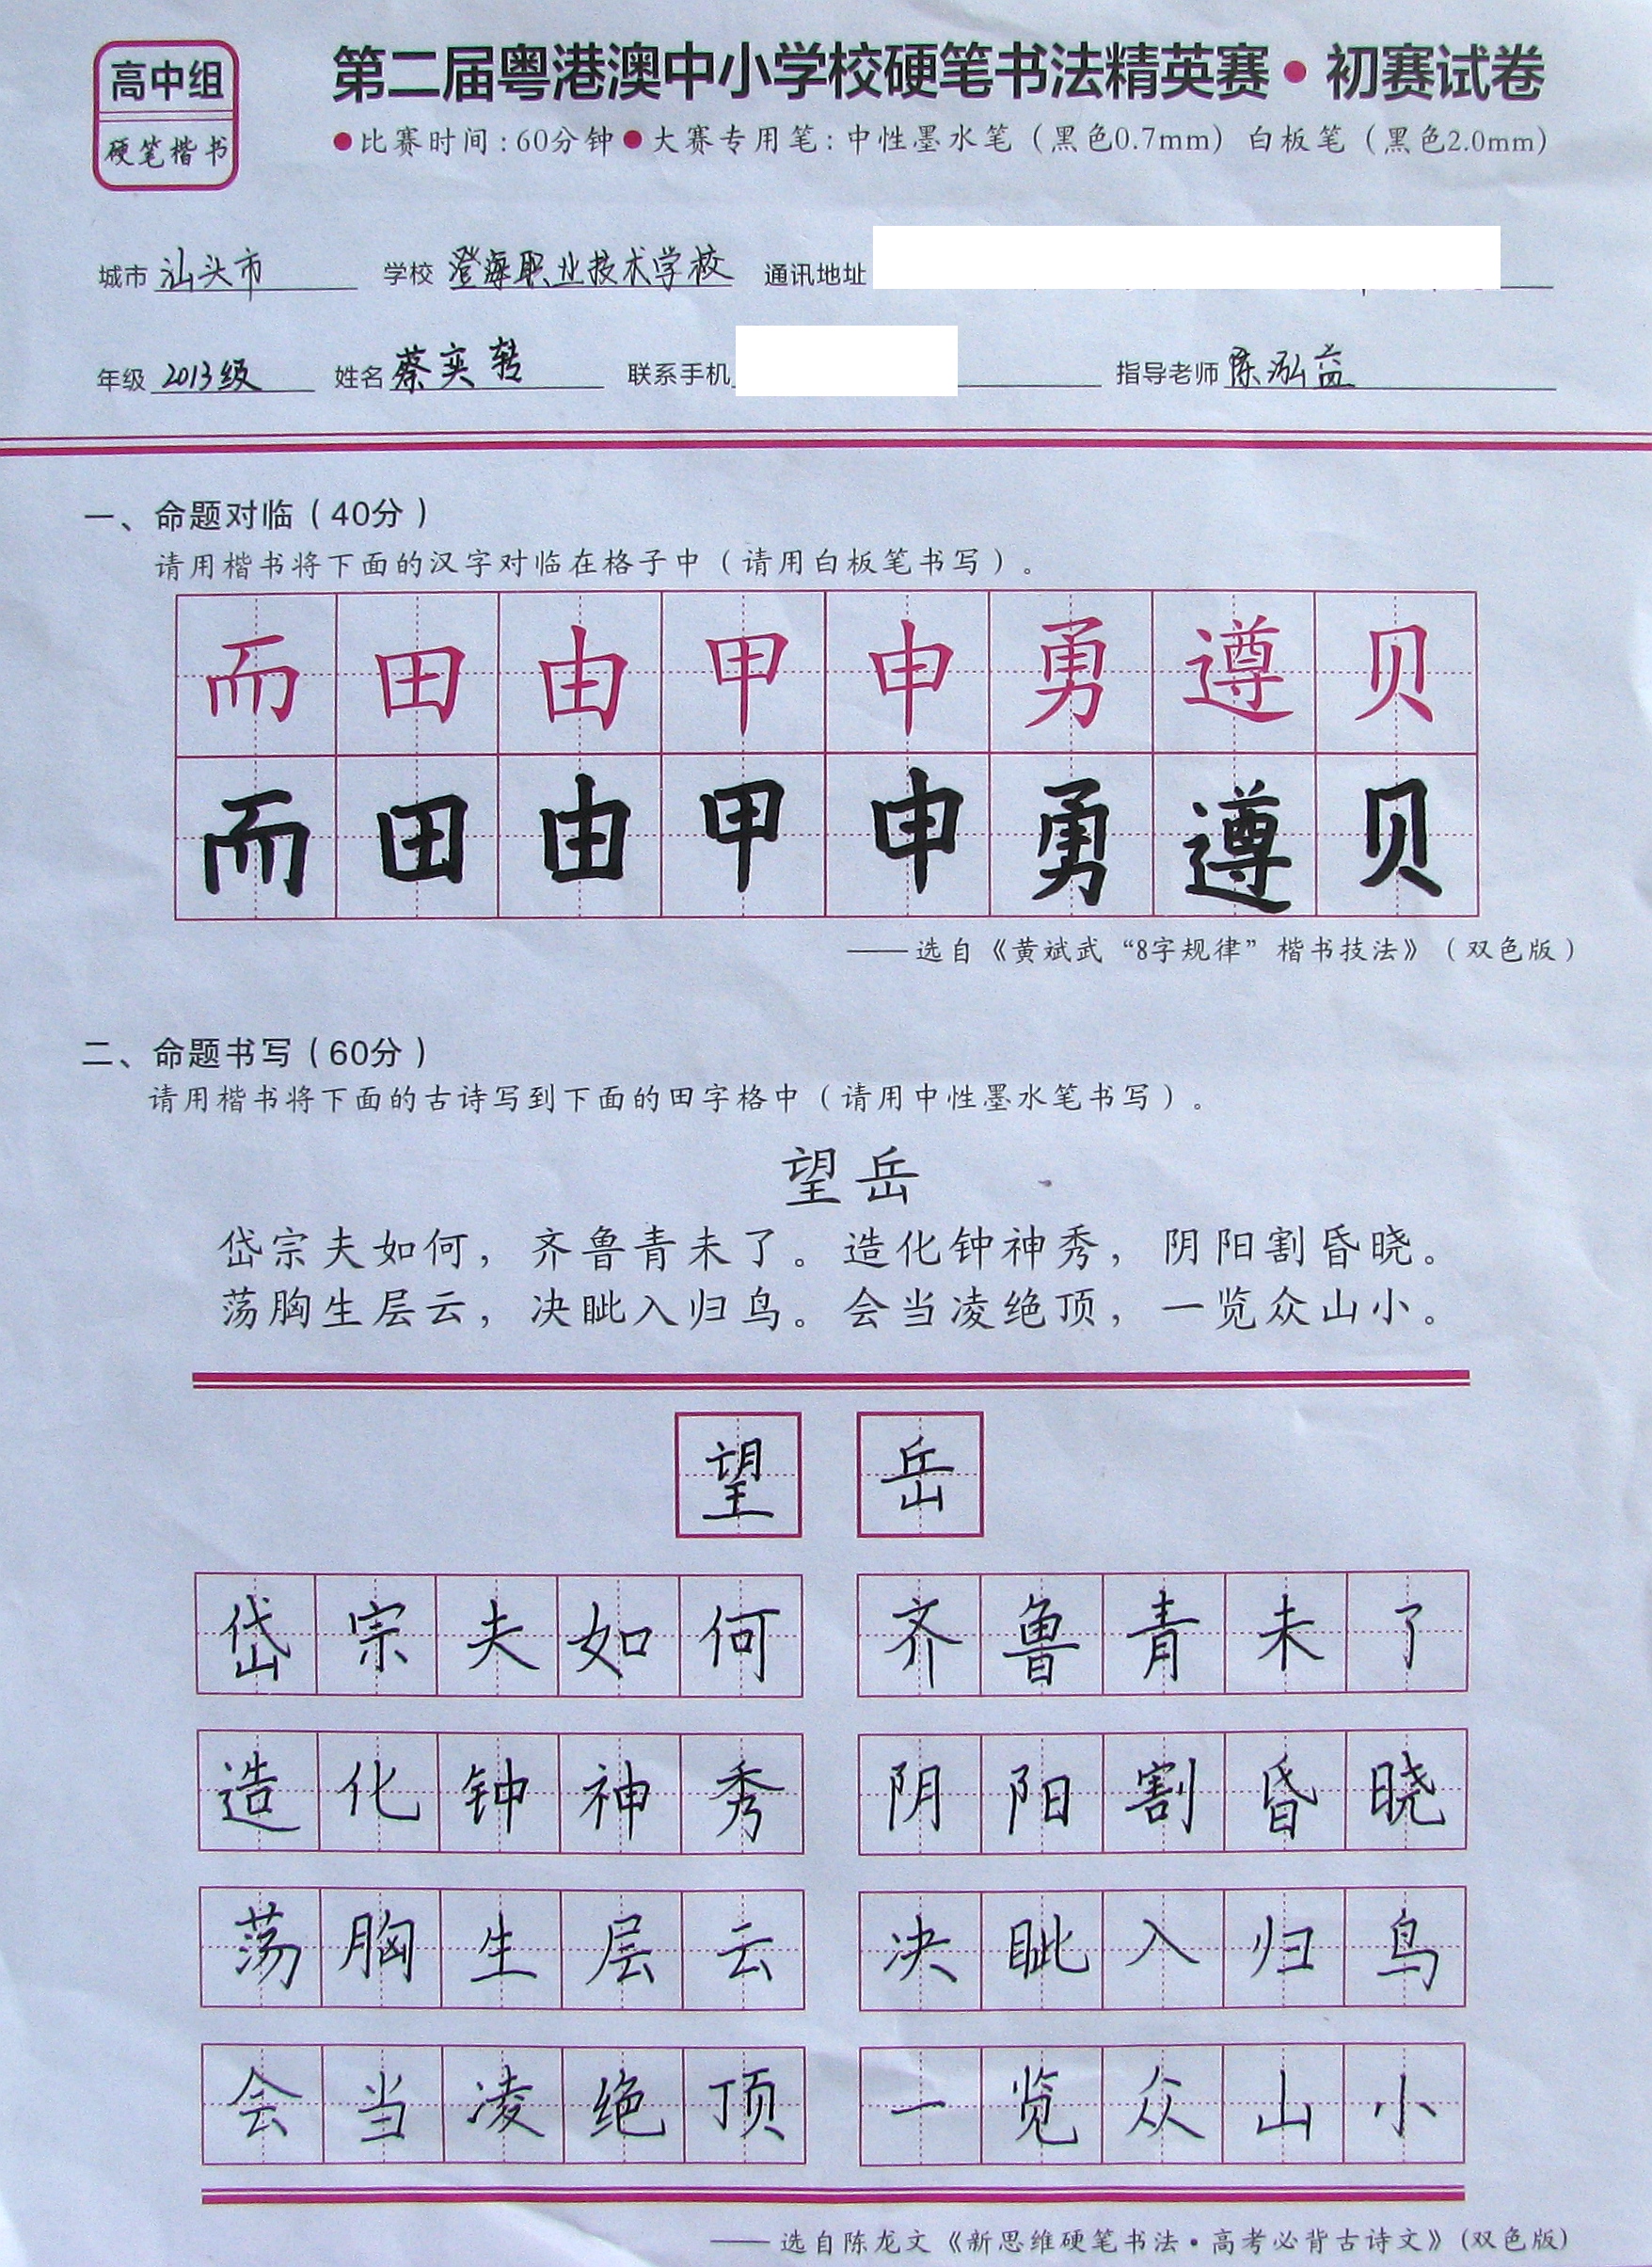 高中组
硬笔楷书
第二届粤港澳中小学校硬笔书法精英赛•初赛试卷
●比赛时间:60分钟●大赛专用笔:中性墨水笔（黑色0.7mm）白板笔（黑色2.0mm）
城市 汕头市 学校 澄海职业技术学校 通讯地址
年级 2013级 姓名 蔡奕转 联系手机 指导老师 陈泓益
一、命题对临（40分）
请用楷书将下面的汉字对临在格子中（请用白板笔书写）。
而田由甲申勇遵贝
而田由甲申勇遵贝
——选自《黄斌武“8字规律”楷书技法》（双色版）
二、命题书写（60分）
请用楷书将下面的古诗写到下面的田字格中（请用中性墨水笔书写）。
望岳
岱宗夫如何，齐鲁青未了。造化钟神秀，阴阳割昏晓。
荡胸生层云，决眦入归鸟。会当凌绝顶，一览众山小。
望岳
岱宗夫如何 齐鲁青未了
造化钟神秀 阴阳割昏晓
荡胸生层云 决眦入归鸟
会当凌绝顶 一览众山小
——选自陈龙文《新思维硬笔书法•高考必背古诗文》(双色版)